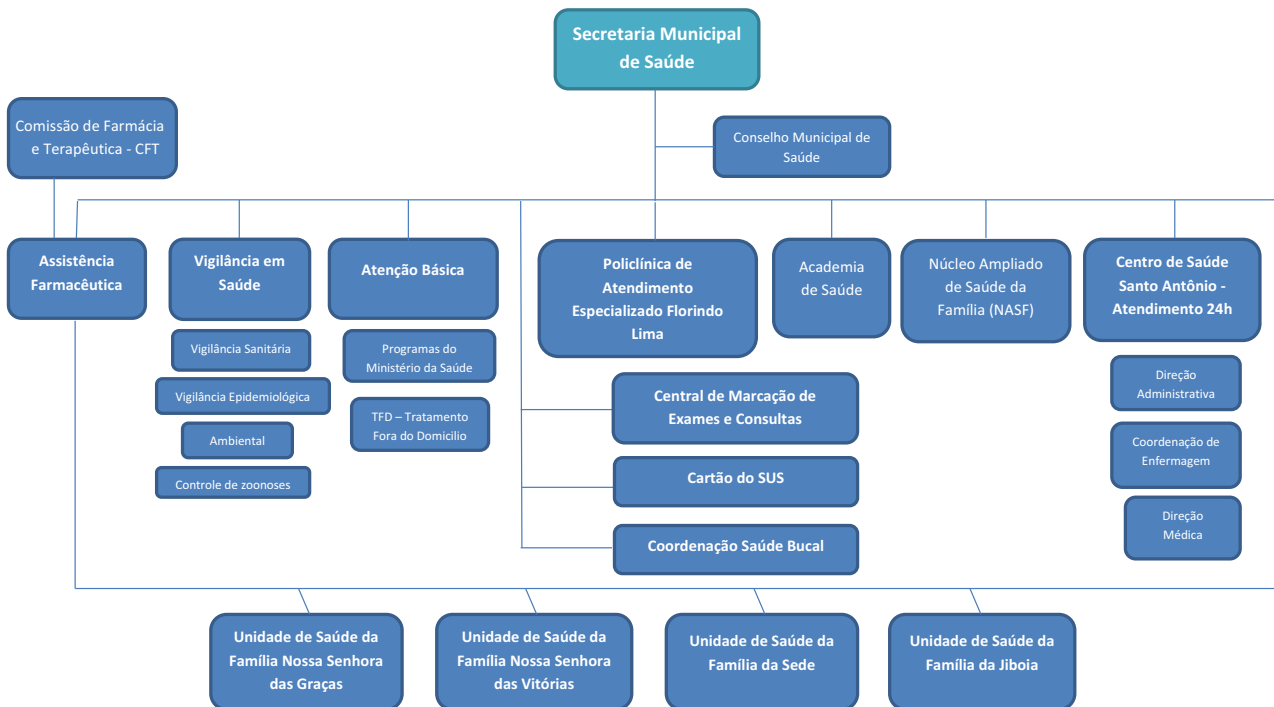 Secretaria Municipal
de Saúde
Comissão de Farmácia
e Terapêutica - CFT
Conselho Municipal de
Saúde
Assistência
Farmacêutica
Vigilância em
Saúde
Vigilância Sanitária
Vigilância Epidemiológica
Ambiental
Controle de zoonoses
Atenção Básica
Programas do
Ministério da Saúde
TFD – Tratamento
Fora do Domicilio
Policlínica de
Atendimento
Especializado Florindo
Lima
Central de Marcação de
Exames e Consultas
Cartão do SUS
Coordenação Saúde Bucal
Academia
de Saúde
Núcleo Ampliado
de Saúde da
Família (NASF)
Centro de Saúde
Santo Antônio -
Atendimento 24h
Direção
Administrativa
Coordenação de
Enfermagem
Direção
Médica
Unidade de Saúde da
Família Nossa Senhora
das Graças
Unidade de Saúde da
Família Nossa Senhora
das Vitórias
Unidade de Saúde da
Família da Sede
Unidade de Saúde da
Família da Jiboia